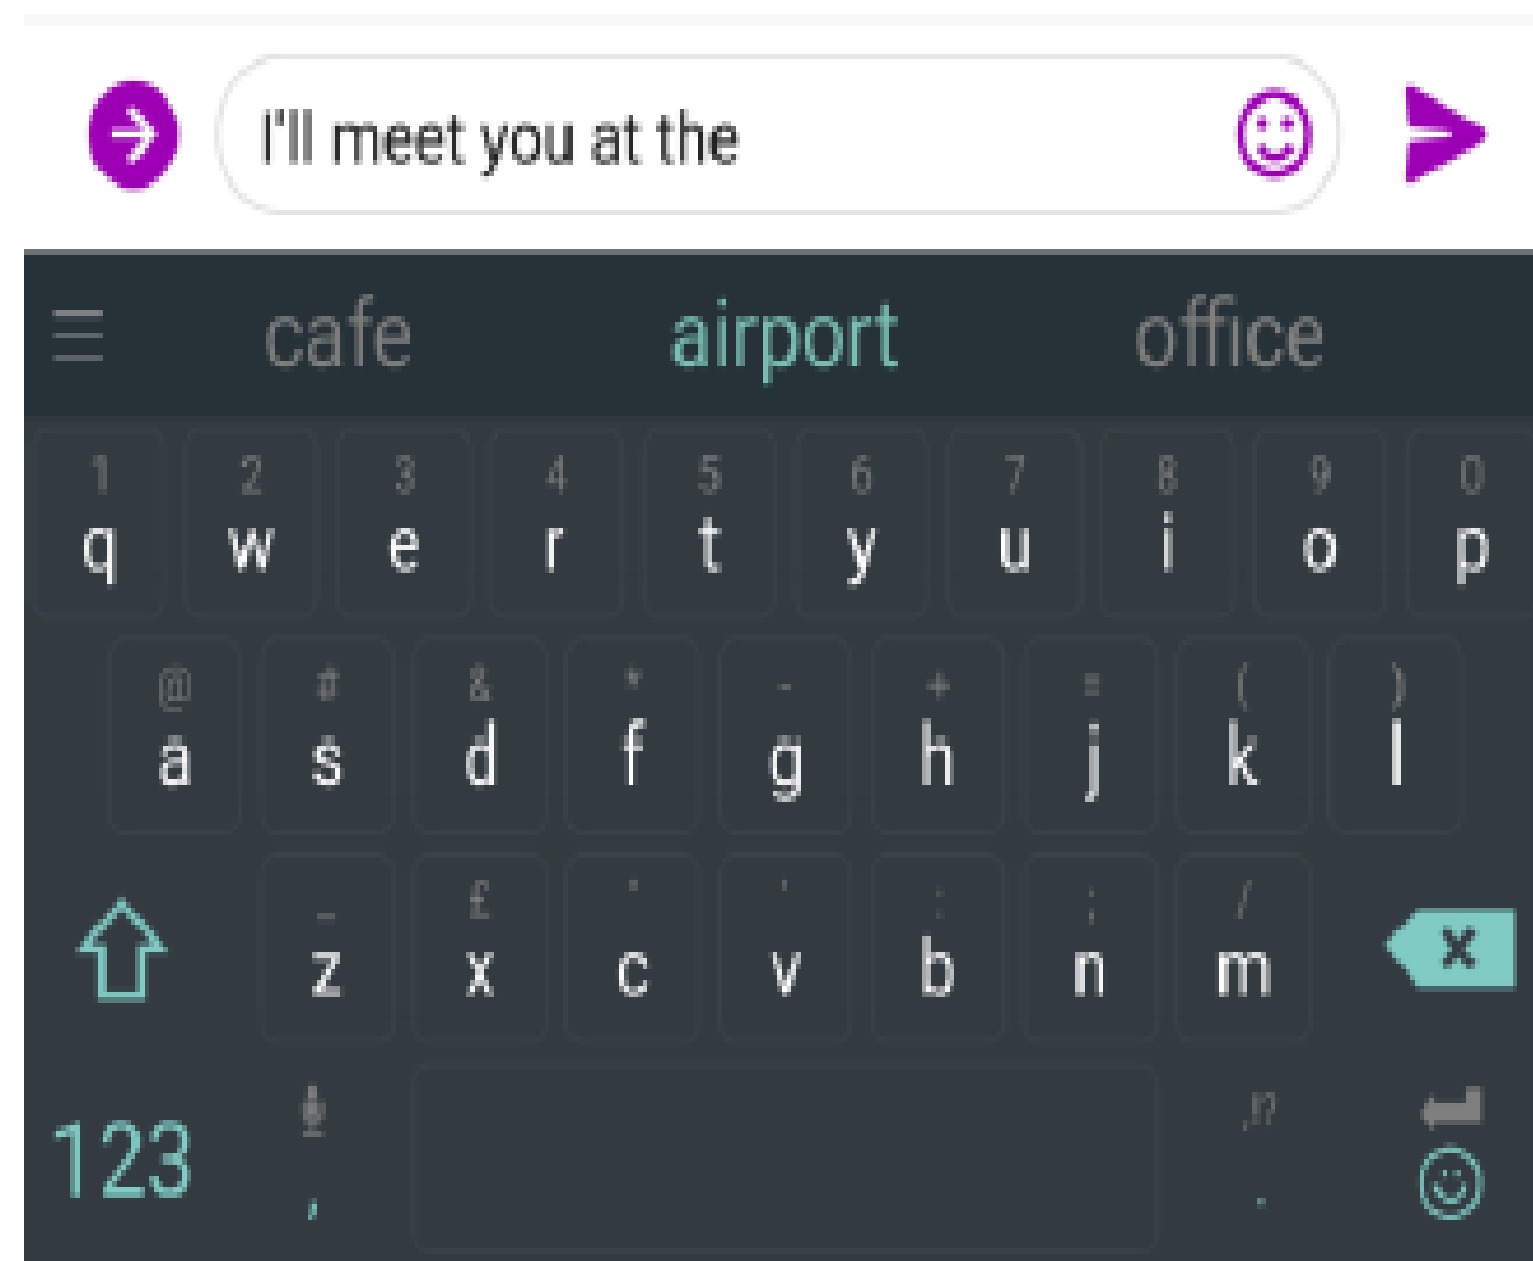 I'll meet you at the
cafe airport office
1 2 3 4 5 6 7 8 9 0
q w e r t y u i o p
@ # & * - + = ( )
a s d f g h j k l
_ £ " ' : ; /
z x c v b n m
,!?
123 , .